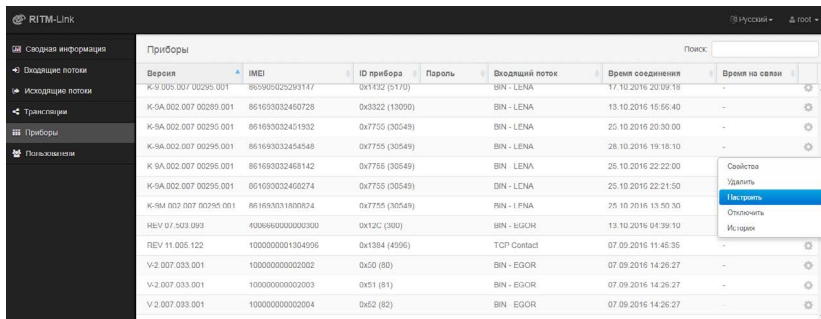 RITM-Link
Русский
root
Сводная информация
Входящие потоки
Исходящие потоки
Трансляции
Приборы
Пользователи
Приборы
Поиск:
Версия IMEI ID прибора Пароль Входящий поток Время соединения Время на связи
K-9.005.007 00295.001 865905025293147 0x1432 (5170) BIN - LENA 17.10.2016 20:09:18 -
K-9A.002.007 00289.001 861693032450728 0x3322 (13090) BIN - LENA 13.10.2016 15:56:40 -
K-9A.002.007 00295.001 861693032451932 0x7755 (30549) BIN - LENA 25.10.2016 20:30:00 -
K-9A.002.007 00295.001 861693032454548 0x7755 (30549) BIN - LENA 28.10.2016 19:18:10 -
K-9A.002.007 00295.001 861693032468142 0x7755 (30549) BIN - LENA 25.10.2016 22:22:00
K-9A.002.007 00295.001 861693032468274 0x7755 (30549) BIN - LENA 25.10.2016 22:21:50
K-9M.002.007 00295.001 861693031800824 0x7755 (30549) BIN - LENA 25.10.2016 13:50:30
REV 07.503.093 4006660000000300 0x12C (300) BIN - EGOR 13.10.2016 04:39:10
REV 11.005.122 1000000001304996 0x1384 (4996) TCP Contact 07.09.2016 11:45:35 -
V-2.007.033.001 100000000002002 0x50 (80) BIN - EGOR 07.09.2016 14:26:27 -
V-2.007.033.001 100000000002003 0x51 (81) BIN - EGOR 07.09.2016 14:26:27 -
V-2.007.033.001 100000000002004 0x52 (82) BIN - EGOR 07.09.2016 14:26:27 -
Свойства
Удалить
Настроить
Отключить
История